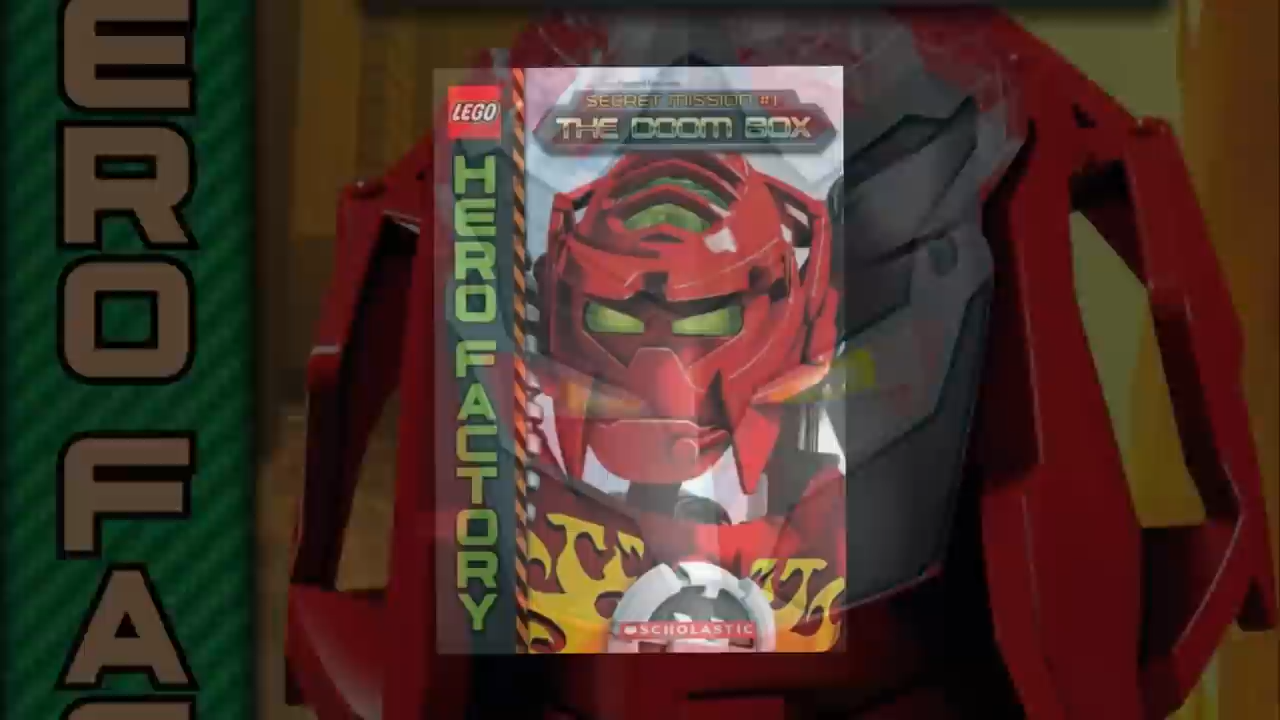 ERO FA
LEGO
HERO FACTORY
SECRET MISSION #1
THE DOOM BOX
SCHOLASTIC